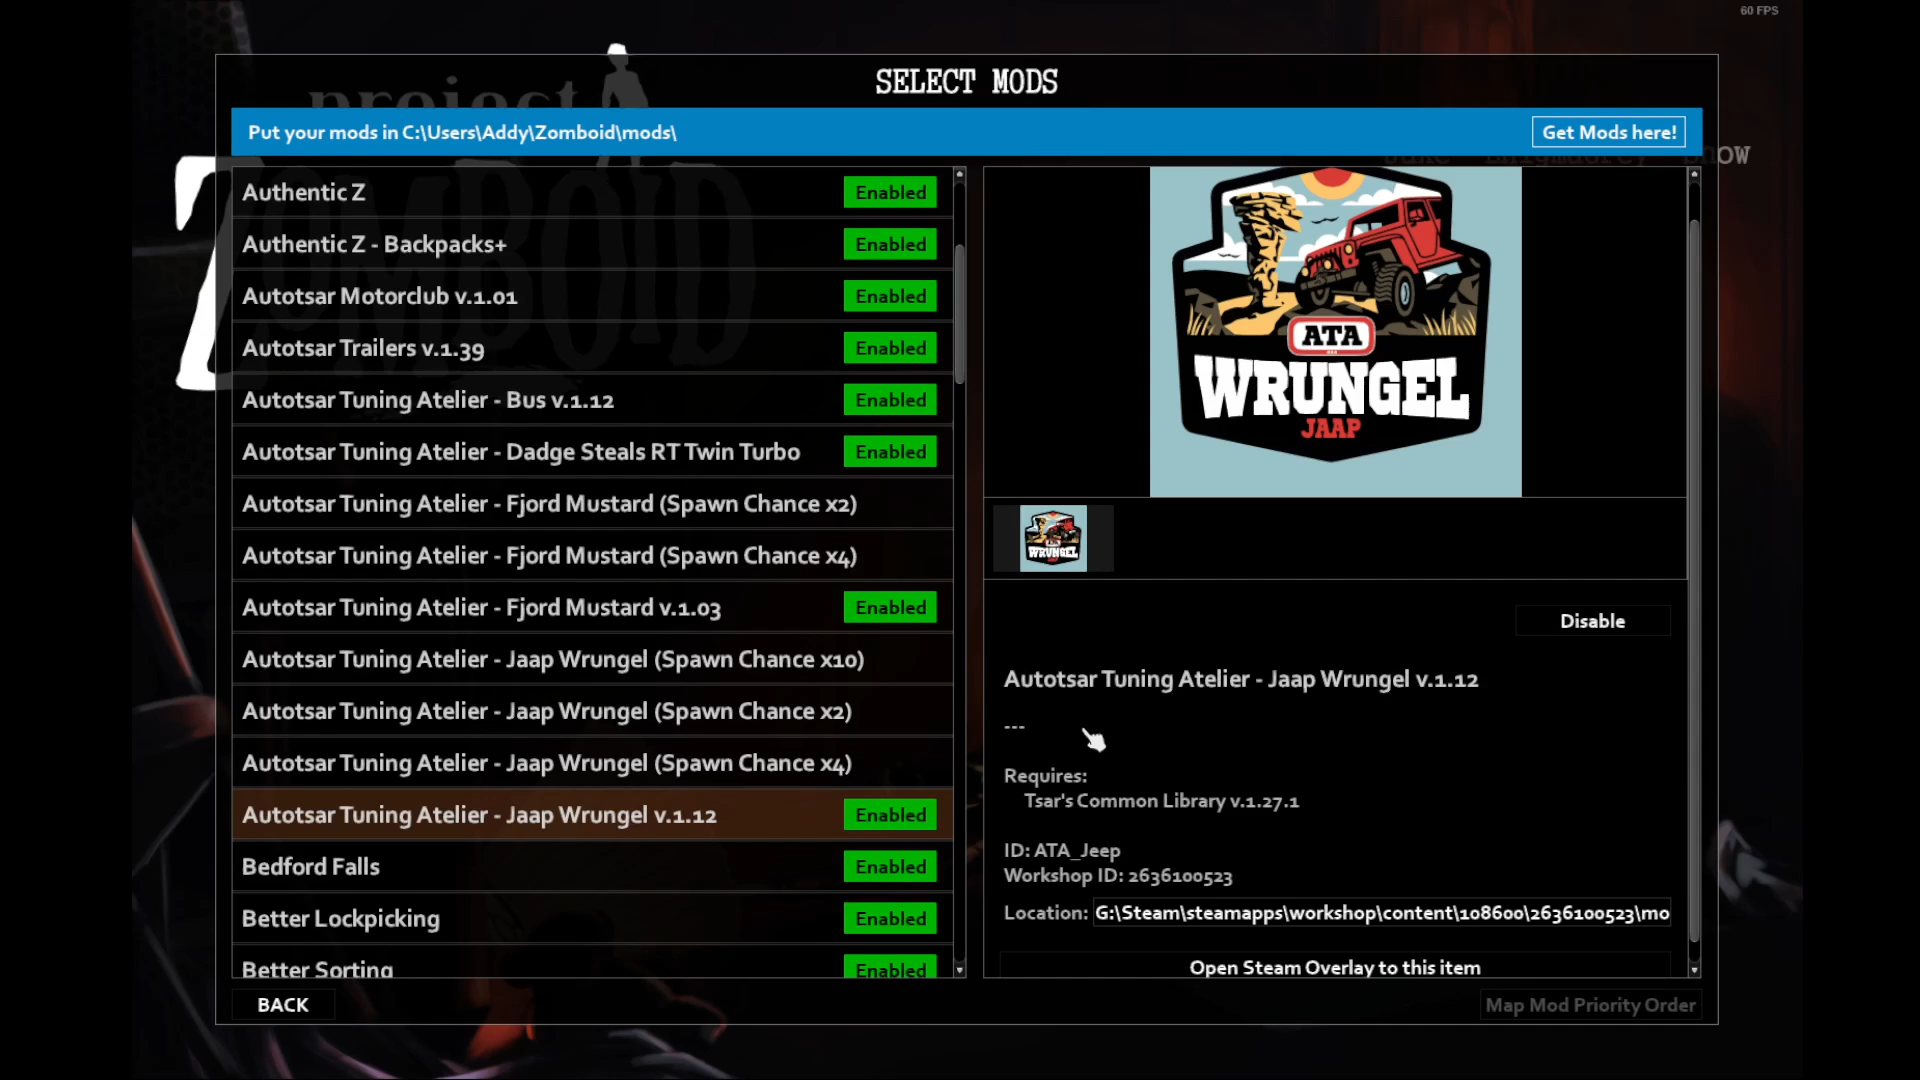 60 FPS
project
ZOMBOID
SELECT MODS
Put your mods in C:\Users\Addy\Zomboid\mods\
Get Mods here!
Authentic Z
Enabled
Authentic Z - Backpacks+
Enabled
Autotsar Motorclub v.1.01
Enabled
Autotsar Trailers v.1.39
Enabled
Autotsar Tuning Atelier - Bus v.1.12
Enabled
Autotsar Tuning Atelier - Dadge Steals RT Twin Turbo
Enabled
Autotsar Tuning Atelier - Fjord Mustard (Spawn Chance x2)
Autotsar Tuning Atelier - Fjord Mustard (Spawn Chance x4)
Autotsar Tuning Atelier - Fjord Mustard v.1.03
Enabled
Autotsar Tuning Atelier - Jaap Wrungel (Spawn Chance x10)
Autotsar Tuning Atelier - Jaap Wrungel (Spawn Chance x2)
Autotsar Tuning Atelier - Jaap Wrungel (Spawn Chance x4)
Autotsar Tuning Atelier - Jaap Wrungel v.1.12
Enabled
Bedford Falls
Enabled
Better Lockpicking
Enabled
Better Sorting
Enabled
BACK
ATA
WRUNGEL
JAAP
WRUNGEL
Disable
Autotsar Tuning Atelier - Jaap Wrungel v.1.12
---
Requires:
Tsar's Common Library v.1.27.1
ID: ATA_Jeep
Workshop ID: 2636100523
Location: G:\Steam\steamapps\workshop\content\108600\2636100523\mo
Open Steam Overlay to this item
Map Mod Priority Order